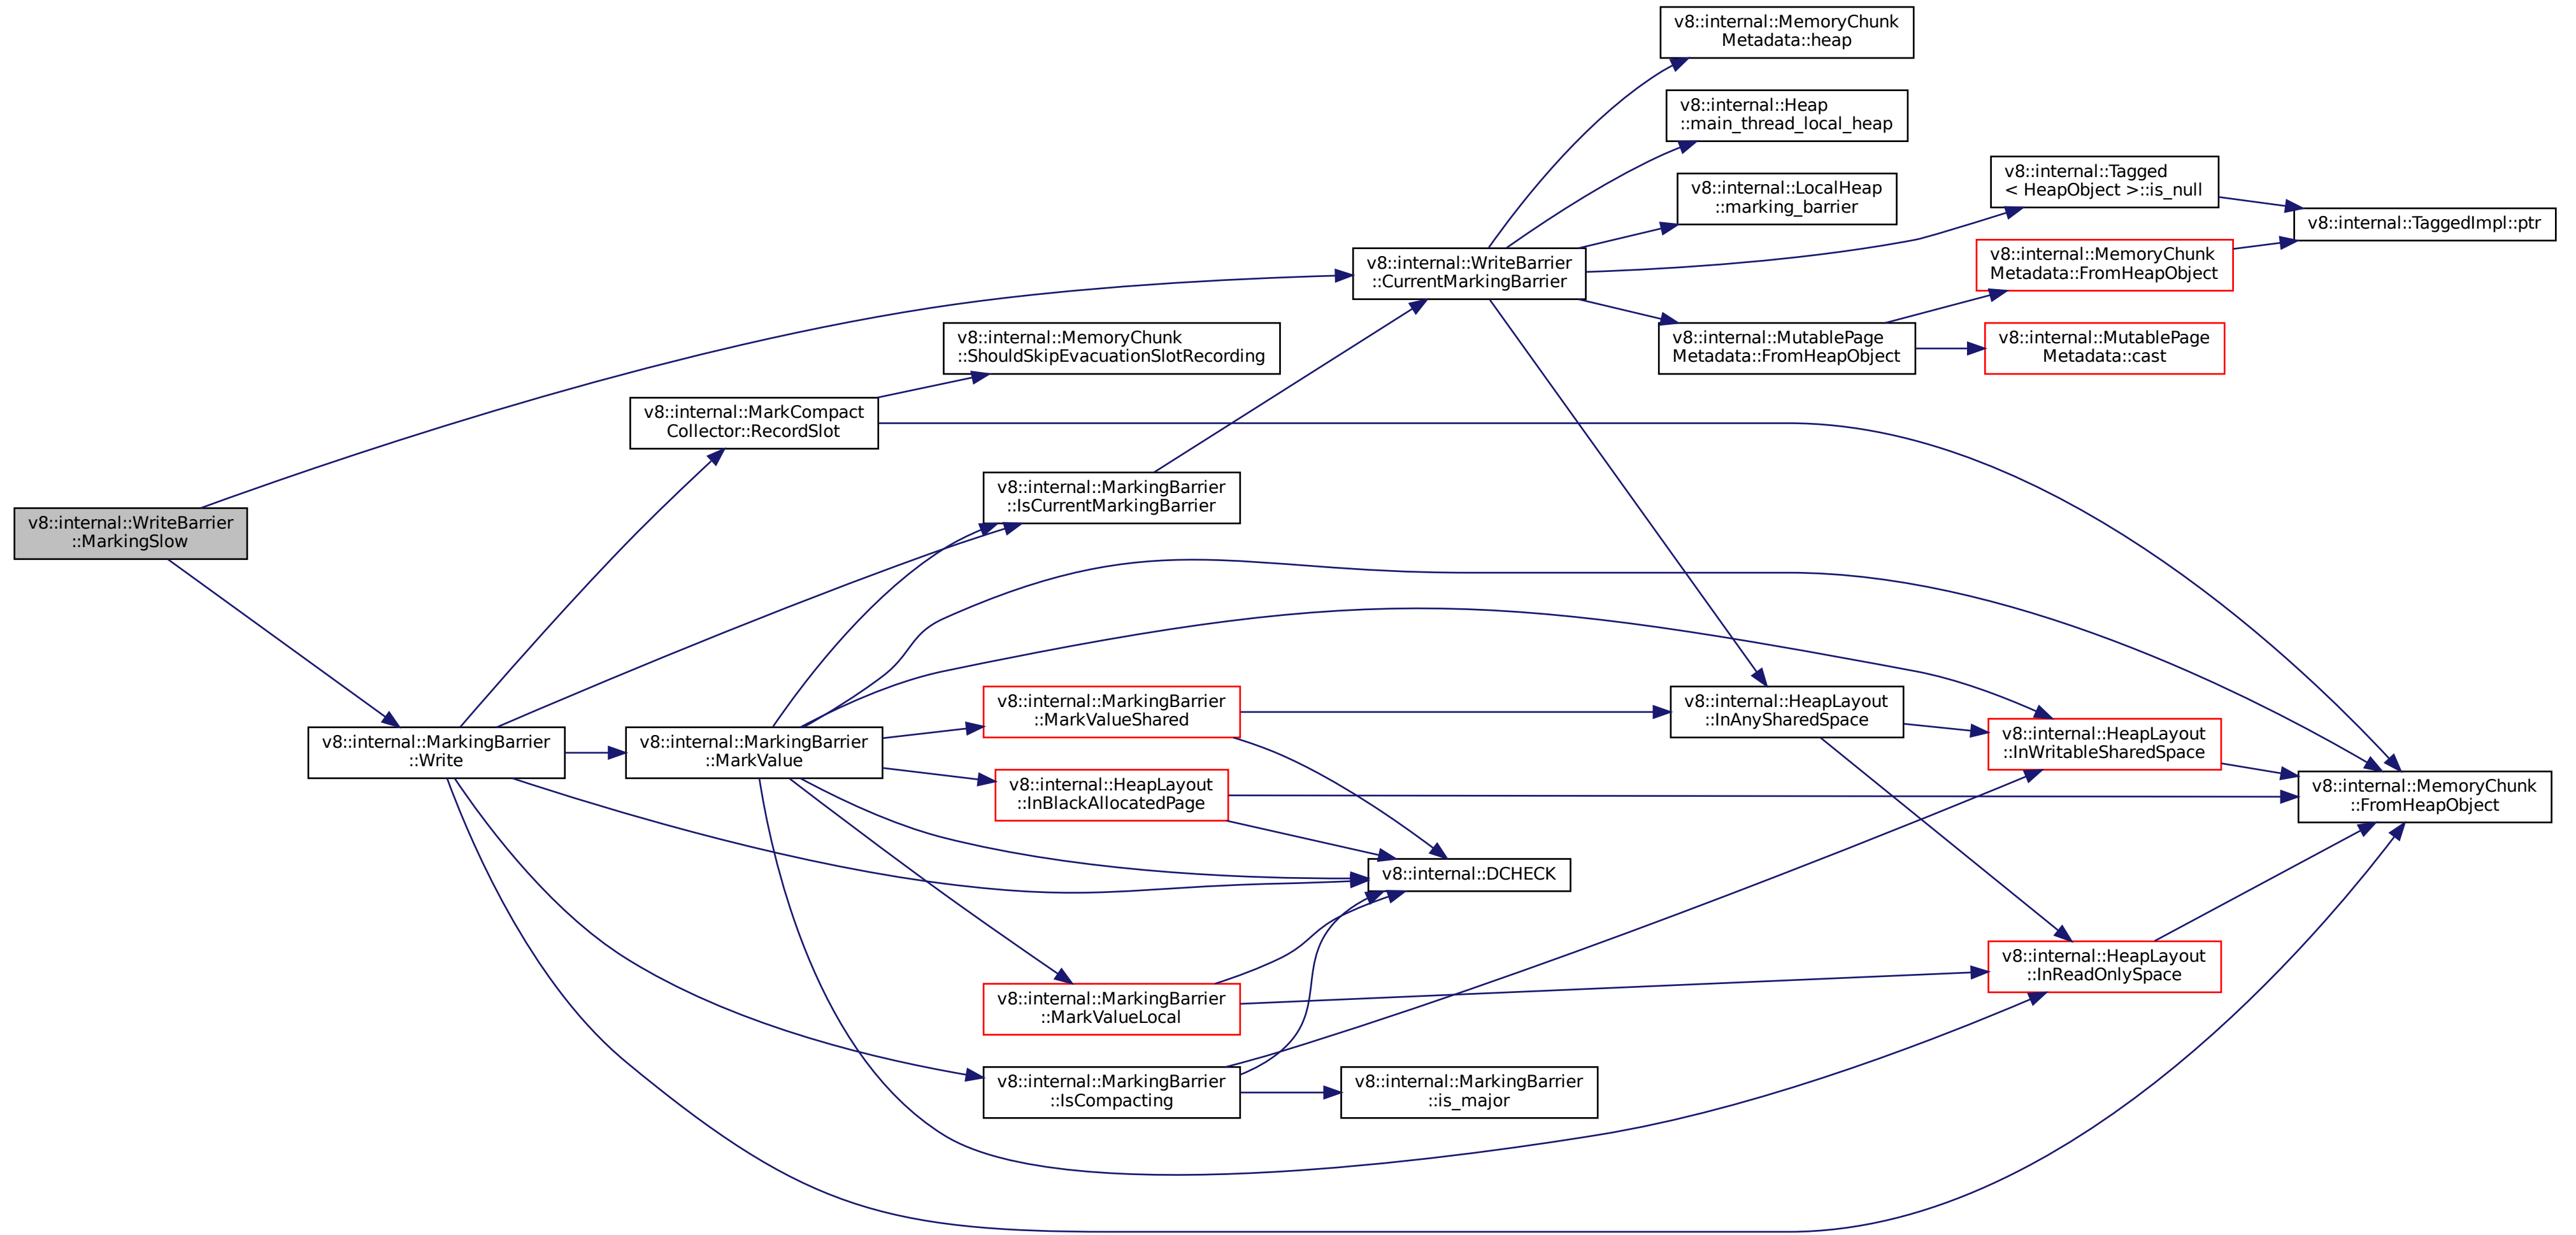 v8::internal::WriteBarrier
::MarkingSlow
v8::internal::MarkingBarrier
::Write
v8::internal::MarkCompact
Collector::RecordSlot
v8::internal::MarkingBarrier
::MarkValue
v8::internal::MemoryChunk
::ShouldSkipEvacuationSlotRecording
v8::internal::MarkingBarrier
::IsCurrentMarkingBarrier
v8::internal::MarkingBarrier
::MarkValueShared
v8::internal::HeapLayout
::InBlackAllocatedPage
v8::internal::MarkingBarrier
::MarkValueLocal
v8::internal::MarkingBarrier
::IsCompacting
v8::internal::WriteBarrier
::CurrentMarkingBarrier
v8::internal::DCHECK
v8::internal::MarkingBarrier
::is_major
v8::internal::MemoryChunk
Metadata::heap
v8::internal::Heap
::main_thread_local_heap
v8::internal::LocalHeap
::marking_barrier
v8::internal::MutablePage
Metadata::FromHeapObject
v8::internal::HeapLayout
::InAnySharedSpace
v8::internal::Tagged
< HeapObject >::is_null
v8::internal::MemoryChunk
Metadata::FromHeapObject
v8::internal::MutablePage
Metadata::cast
v8::internal::HeapLayout
::InWritableSharedSpace
v8::internal::HeapLayout
::InReadOnlySpace
v8::internal::TaggedImpl::ptr
v8::internal::MemoryChunk
::FromHeapObject